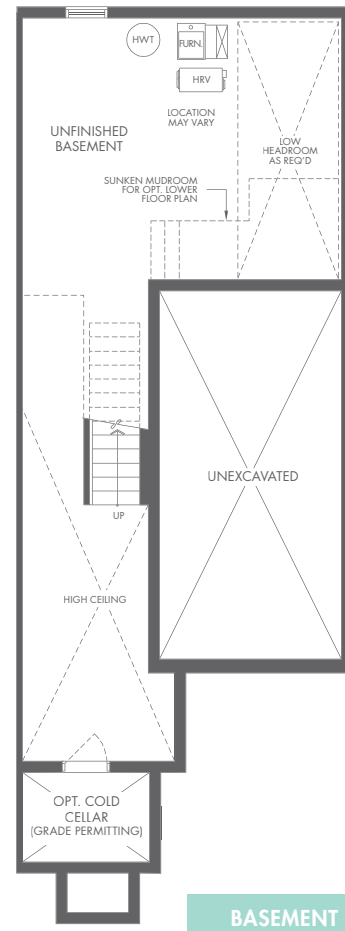 HWT
FURN.
HRV
LOCATION
MAY VARY
UNFINISHED
BASEMENT
LOW
HEADROOM
AS REQ'D
SUNKEN MUDROOM
FOR OPT. LOWER
FLOOR PLAN
UNEXCAVATED
UP
HIGH CEILING
OPT. COLD
CELLAR
(GRADE PERMITTING)
BASEMENT